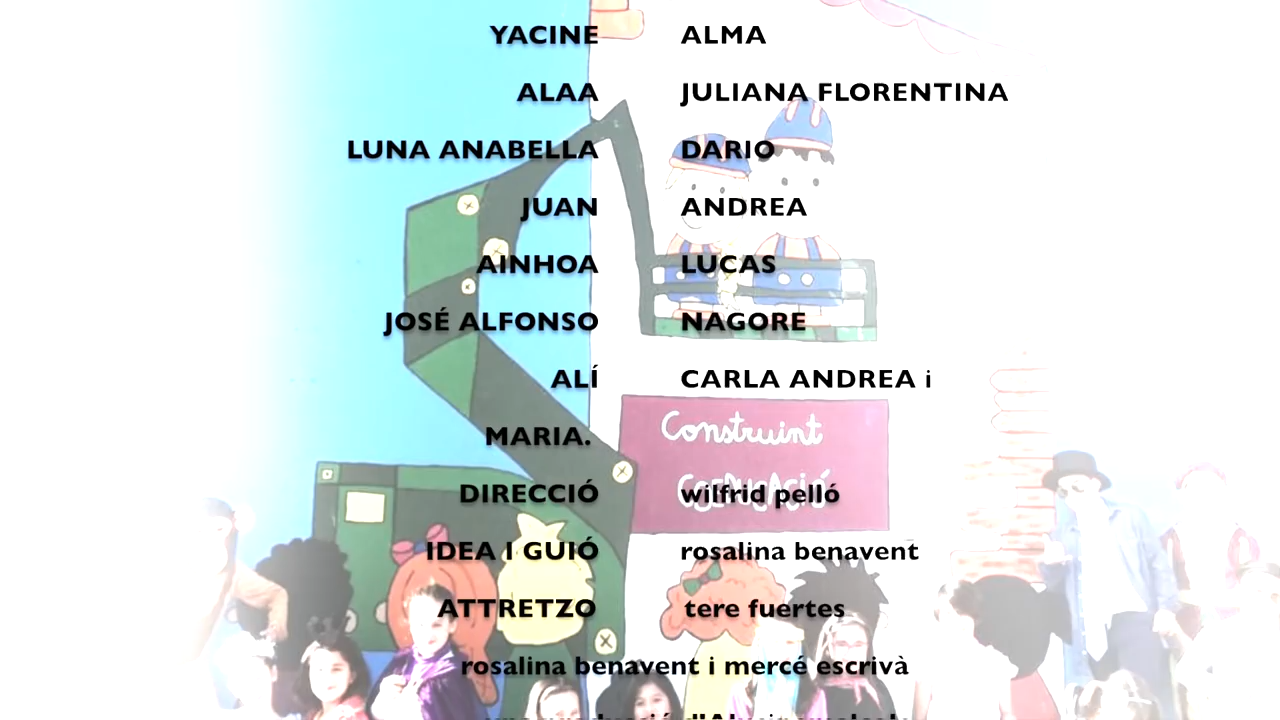 YACINE ALMA
ALAA JULIANA FLORENTINA
LUNA ANABELLA DARIO
JUAN ANDREA
AINHOA LUCAS
JOSÉ ALFONSO NAGORE
ALÍ CARLA ANDREA i
MARIA.
Construint
DIRECCIÓ wilfrid pelló
COEDUCACIÓ
IDEA I GUIÓ rosalina benavent
ATTRETZO tere fuertes
rosalina benavent i mercé escrivà